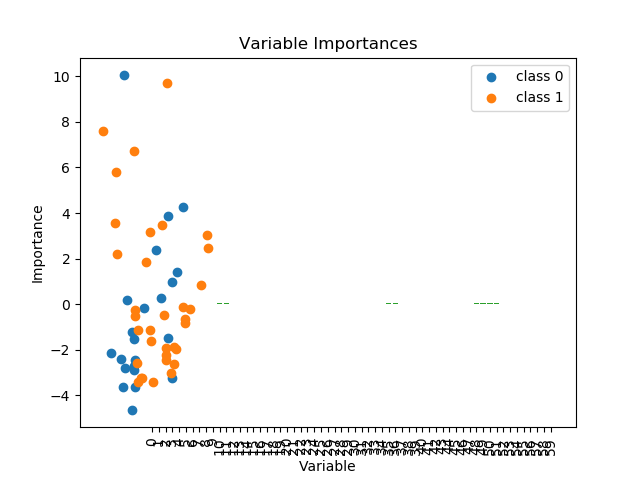 Variable Importances
class 0
class 1
Importance
10
8
6
4
2
0
−2
−4
0 1 2 3 4 5 6 7 8 9 10 11 12 13 14 15 16 17 18 19 20 21 22 23 24 25 26 27 28 29 30 31 32 33 34 35 36 37 38 39 40 41 42 43 44 45 46 47 48 49 50 51 52 53 54 55 56 57 58 59
Variable